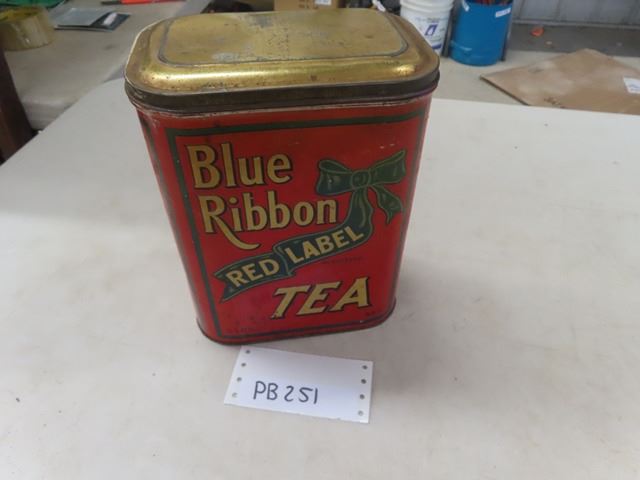 Blue
Ribbon
RED LABEL
TEA
PB251